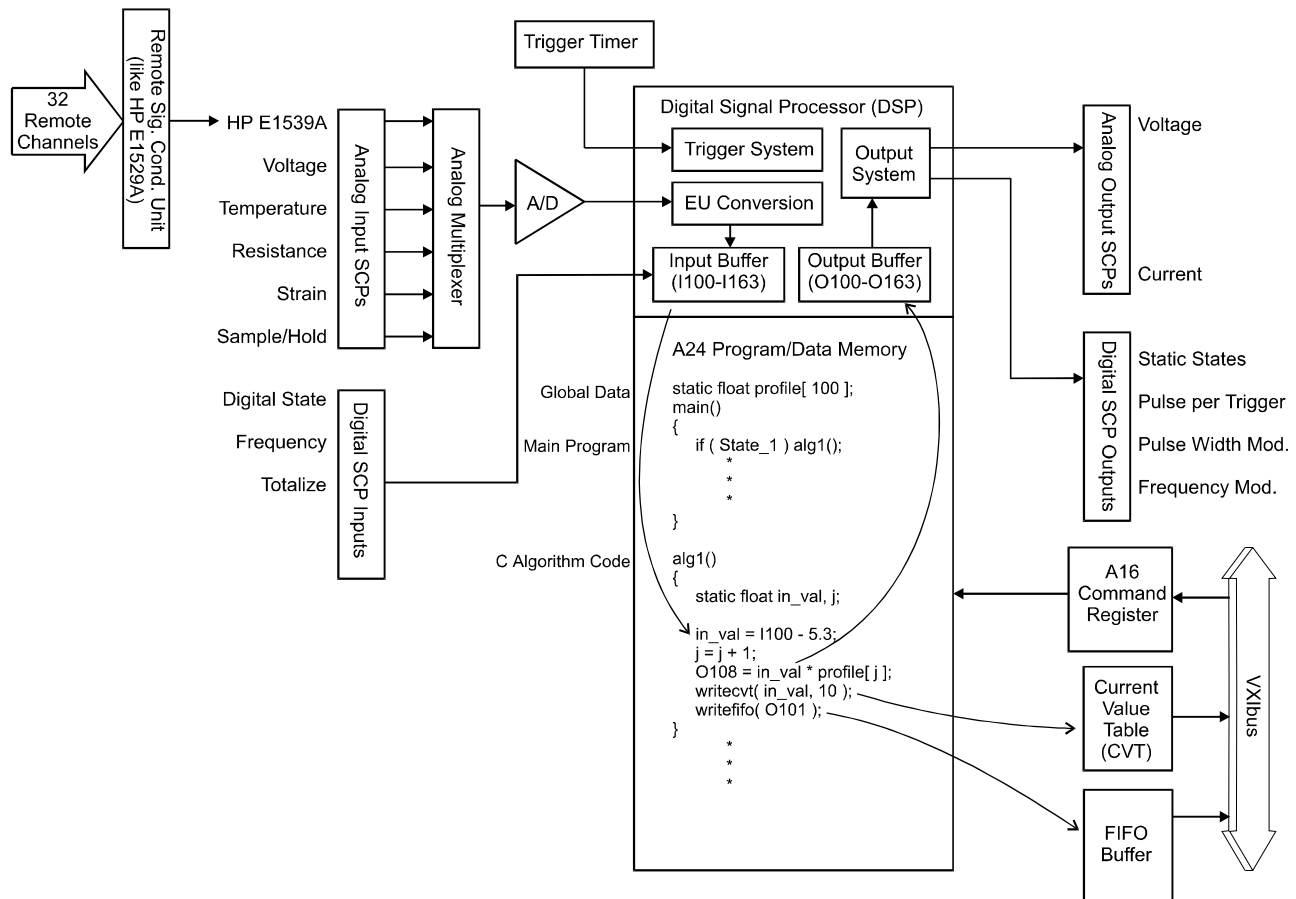 32
Remote
Channels
Remote Sig. Cond. Unit
(like HP E1529A)
HP E1539A
Voltage
Temperature
Resistance
Strain
Sample/Hold
Analog Input SCPs
Analog Multiplexer
A/D
Digital State
Frequency
Totalize
Digital SCP Inputs
Trigger Timer
Digital Signal Processor (DSP)
Trigger System
EU Conversion
Input Buffer
(I100-I163)
Output
System
Output Buffer
(O100-O163)
A24 Program/Data Memory
Global Data
static float profile[ 100 ];
main()
{
Main Program
if ( State_1 ) alg1();
*
*
*
}
C Algorithm Code
alg1()
{
static float in_val, j;
in_val = I100 - 5.3;
j = j + 1;
O108 = in_val * profile[ j ];
writecvt( in_val, 10 );
writefifo( O101 );
}
*
*
*
Analog Output SCPs
Voltage
Current
Digital SCP Outputs
Static States
Pulse per Trigger
Pulse Width Mod.
Frequency Mod.
A16
Command
Register
Current
Value
Table
(CVT)
FIFO
Buffer
VXIbus